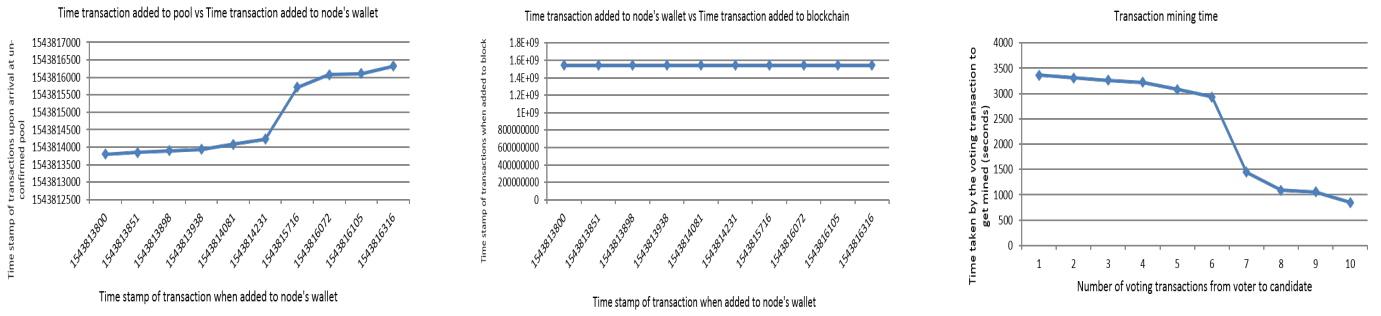 Time transaction added to pool vs Time transaction added to node's wallet
Time stamp of transactions upon arrival at un-
confirmed pool
1543817000
1543816500
1543816000
1543815500
1543815000
1543814500
1543814000
1543813500
1543813000
1543812500
1543813800
1543813851
1543813898
1543813938
1543814081
1543814231
1543815716
1543816072
1543816105
1543816316
Time stamp of transaction when added to node's wallet
Time transaction added to node's wallet vs Time transaction added to blockchain
Time stamp of transactions when added to block
1.8E+09
1.6E+09
1.4E+09
1.2E+09
1E+09
800000000
600000000
400000000
200000000
0
1543813800
1543813851
1543813898
1543813938
1543814081
1543814231
1543815716
1543816072
1543816105
1543816316
Time stamp of transaction when added to node's wallet
Transaction mining time
Time taken by the voting transaction to
get mined (seconds)
4000
3500
3000
2500
2000
1500
1000
500
0
1 2 3 4 5 6 7 8 9 10
Number of voting transactions from voter to candidate